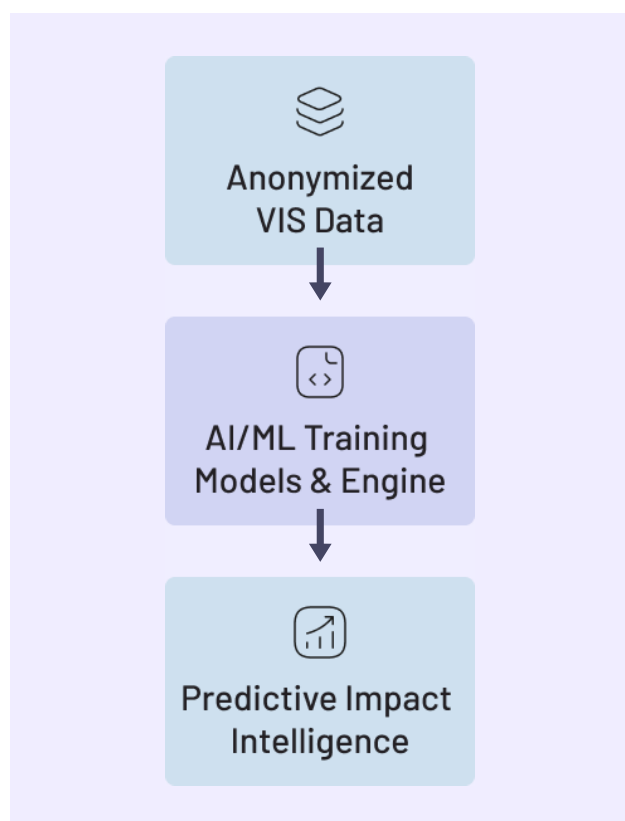 Anonymized
VIS Data
AI/ML Training
Models & Engine
Predictive Impact
Intelligence